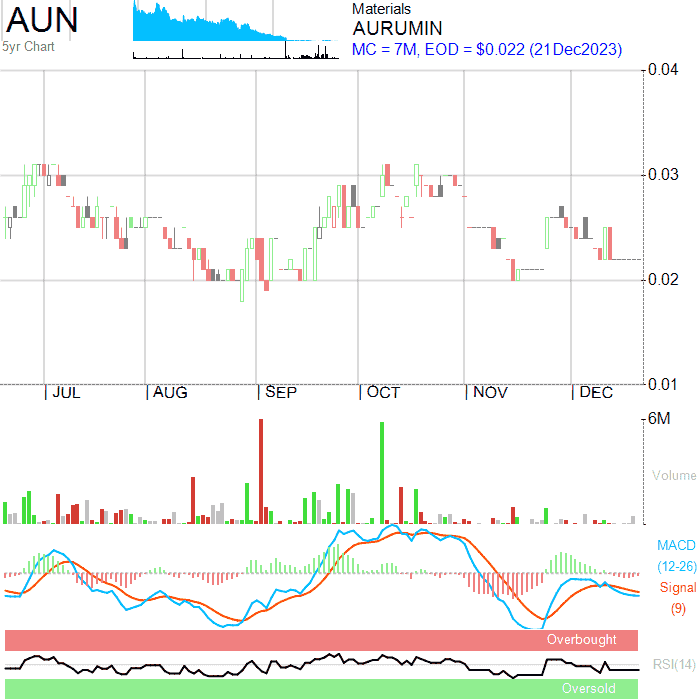 AUN
5yr Chart
Materials
AURUMIN
MC = 7M, EOD = $0.022 (21Dec2023)
0.04
0.03
0.02
0.01
JUL AUG SEP OCT NOV DEC
6M
Volume
MACD
(12-26)
Signal
(9)
Overbought
RSI(14)
Oversold